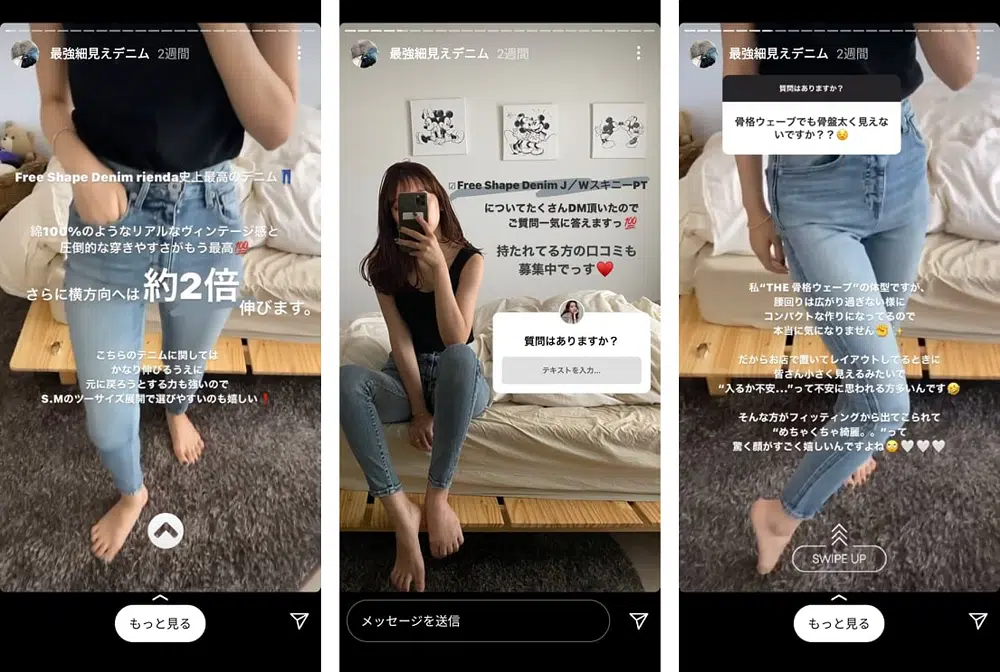 最強細見えデニム 2週間
Free Shape Denim rienda史上最高のデニム👖
綿100%のようなリアルなヴィンテージ感と
圧倒的な穿きやすさがもう最高💯
さらに横方向へは約2倍伸びます。
こちらのデニムに関しては
かなり伸びるうえに
元に戻ろうとする力も強いので
S.Mのツーサイズ展開で選びやすいのも嬉しい❗
もっと見る
最強細見えデニム 2週間
☑Free Shape Denim J/WスキニーPT
についてたくさんDM頂いたので
ご質問一気に答えますっ💯
持たれてる方の口コミも
募集中でっす♥
質問はありますか?
テキストを入力...
メッセージを送信
最強細見えデニム 2週間
質問はありますか?
骨格ウェーブでも骨盤太く見えな
いですか??😥
私“THE 骨格ウェーブ”の体型ですが、
腰回りは広がり過ぎない様に
コンパクトな作りになってるので
本当に気になりません✊✨
だからお店で置いてレイアウトしてるときに
皆さん小さく見えるみたいで
“入るか不安...”って不安に思われる方多いんです🤣
そんな方がフィッティングから出てこられて
“めちゃくちゃ綺麗。。”って
驚く顔がすごく嬉しいんですよね🙄🤍🤍🤍
SWIPE UP
もっと見る